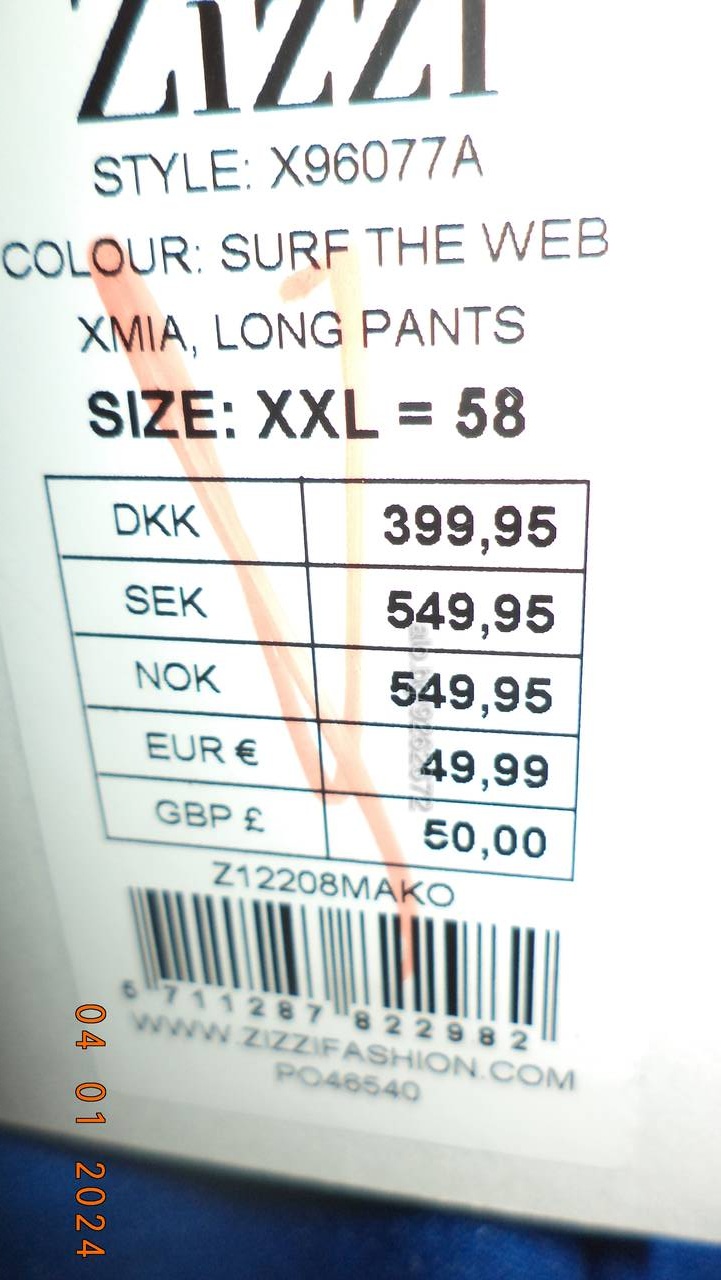 ZiZZI
STYLE: X96077A
COLOUR: SURF THE WEB
XMIA, LONG PANTS
SIZE: XXL = 58
DKK 399,95
SEK 549,95
NOK 549,95
EUR € 49,99
GBP £ 50,00
Z12208MAKO
5 711287 822982
WWW.ZIZZIFASHION.COM
PO46540
04 01 2024